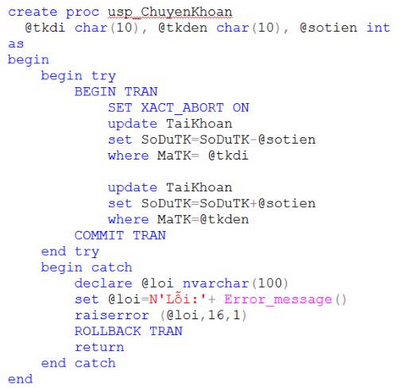 create proc usp_ChuyenKhoan
@tkdi char(10), @tkden char(10), @sotien int
as
begin
begin try
BEGIN TRAN
SET XACT_ABORT ON
update TaiKhoan
set SoDuTK=SoDuTK-@sotien
where MaTK= @tkdi
update TaiKhoan
set SoDuTK=SoDuTK+@sotien
where MaTK=@tkden
COMMIT TRAN
end try
begin catch
declare @loi nvarchar(100)
set @loi=N'Lỗi:'+ Error_message()
raiserror (@loi,16,1)
ROLLBACK TRAN
return
end catch
end